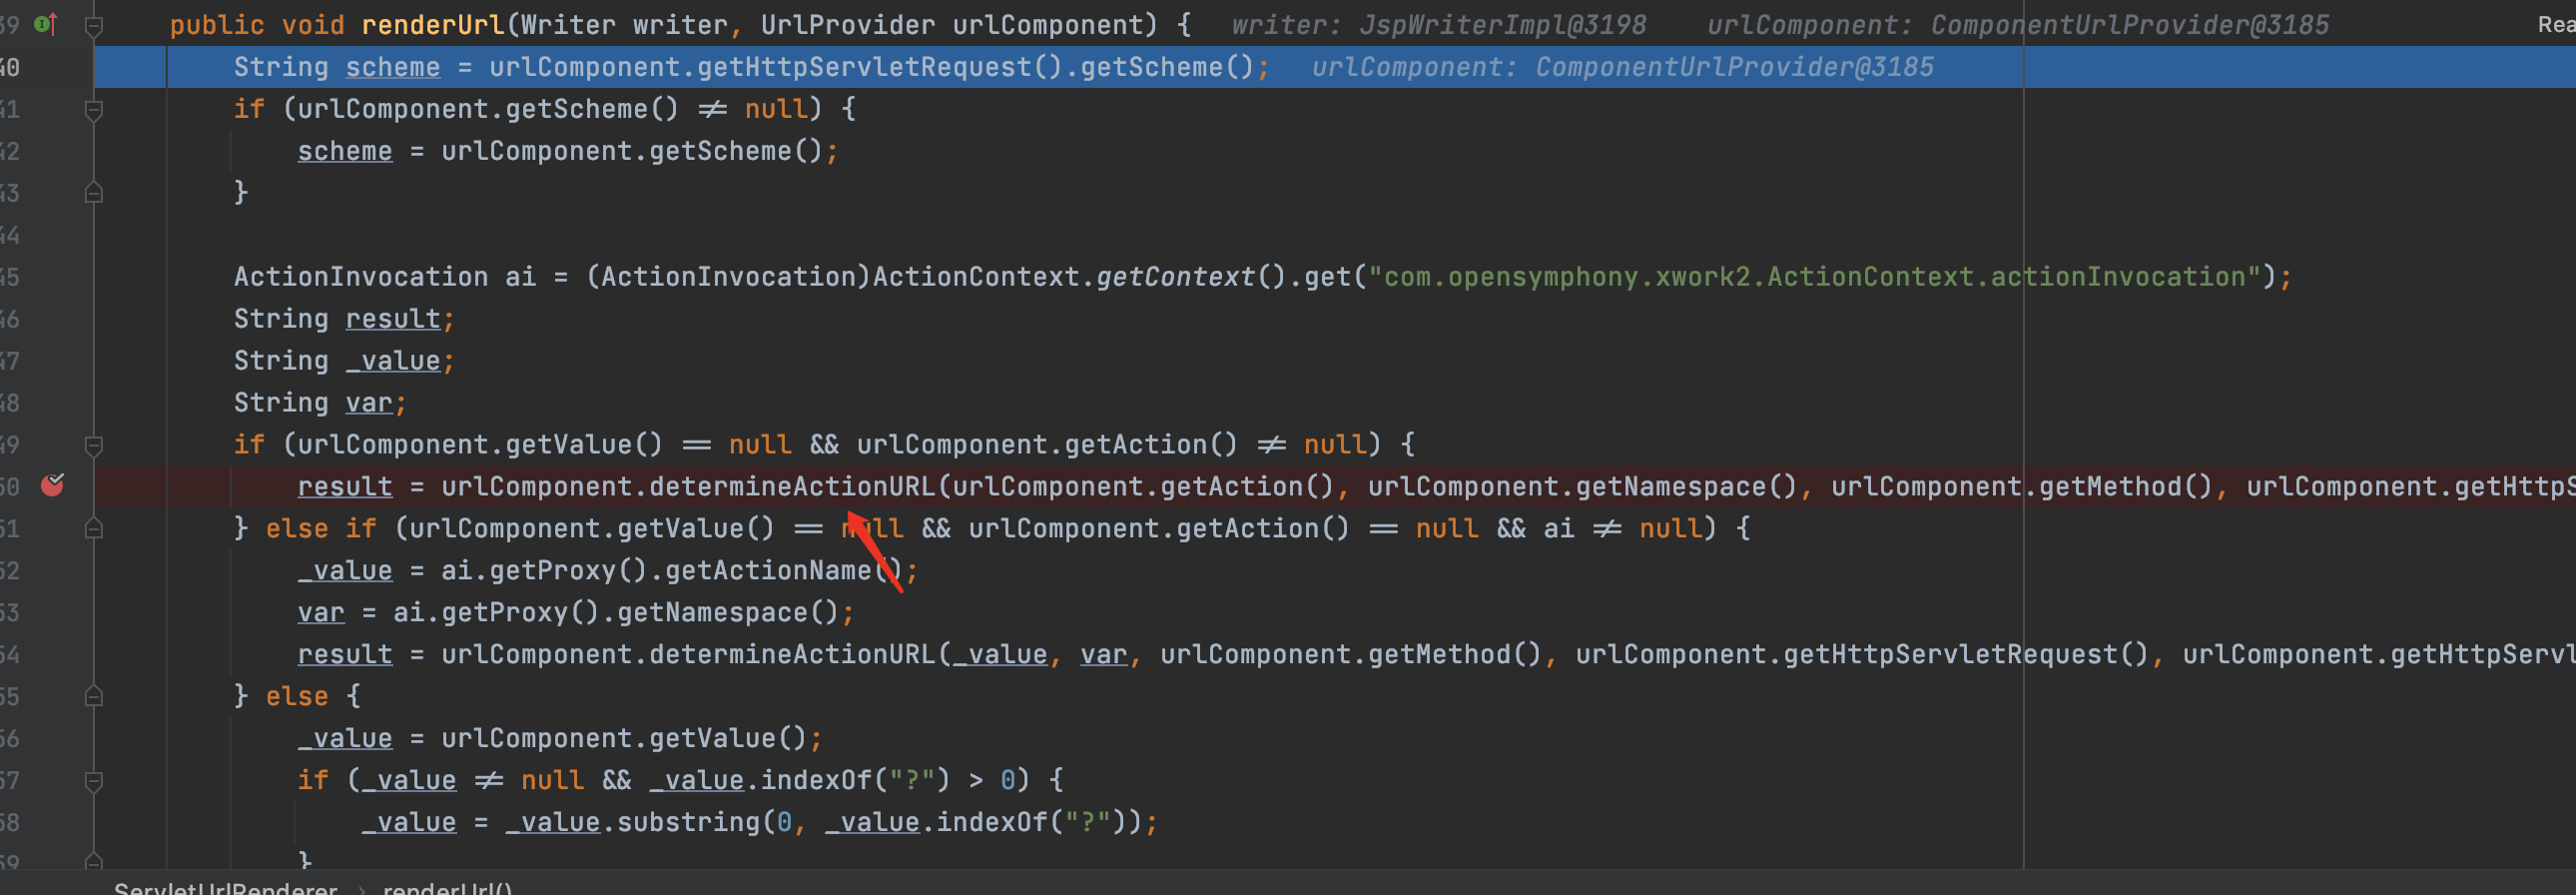 39 public void renderUrl(Writer writer, UrlProvider urlComponent) { writer: JspWriterImpl@3198 urlComponent: ComponentUrlProvider@3185 Rea
40 String scheme = urlComponent.getHttpServletRequest().getScheme(); urlComponent: ComponentUrlProvider@3185
41 if (urlComponent.getScheme() ≠ null) {
42 scheme = urlComponent.getScheme();
43 }
44
45 ActionInvocation ai = (ActionInvocation)ActionContext.getContext().get("com.opensymphony.xwork2.ActionContext.actionInvocation");
46 String result;
47 String _value;
48 String var;
49 if (urlComponent.getValue() == null && urlComponent.getAction() ≠ null) {
50 result = urlComponent.determineActionURL(urlComponent.getAction(), urlComponent.getNamespace(), urlComponent.getMethod(), urlComponent.getHttpS
51 } else if (urlComponent.getValue() == null && urlComponent.getAction() == null && ai ≠ null) {
52 _value = ai.getProxy().getActionName();
53 var = ai.getProxy().getNamespace();
54 result = urlComponent.determineActionURL(_value, var, urlComponent.getMethod(), urlComponent.getHttpServletRequest(), urlComponent.getHttpServl
55 } else {
56 _value = urlComponent.getValue();
57 if (_value ≠ null && _value.indexOf("?") > 0) {
58 _value = _value.substring(0, _value.indexOf("?"));
59 }
ServletUrlRenderer › renderUrl()